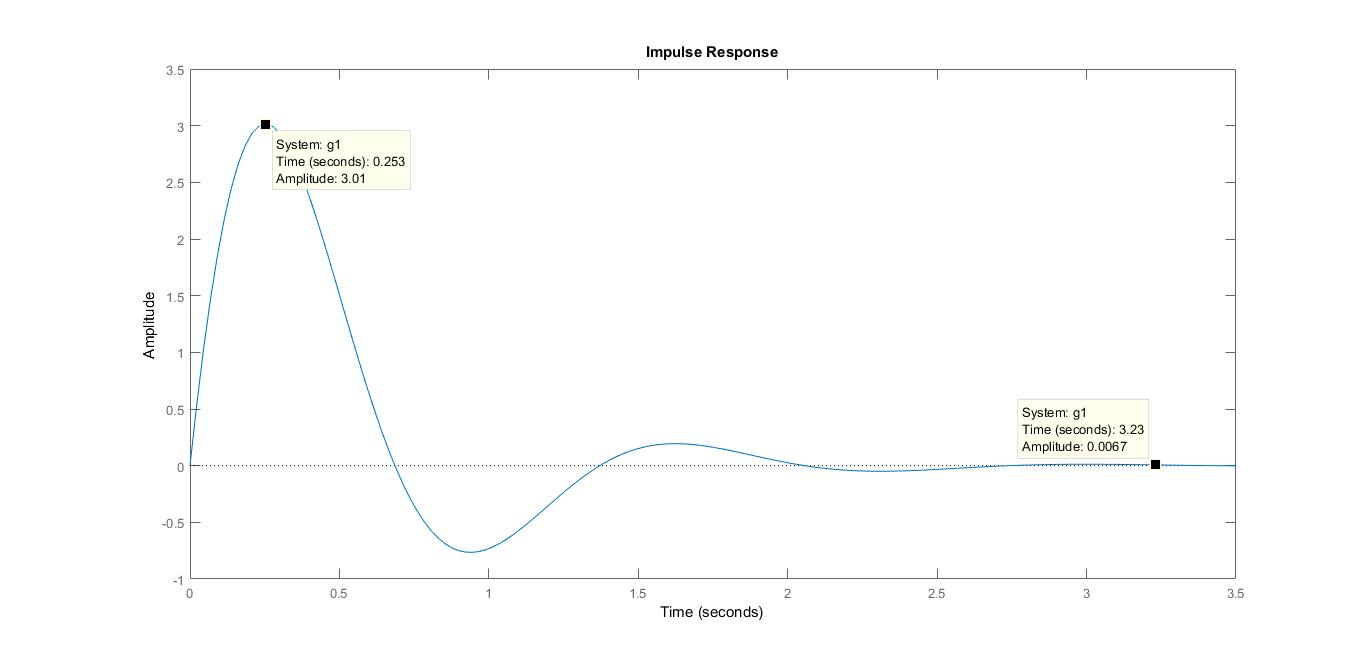 Impulse Response
3.5
3
2.5
2
1.5
1
0.5
0
-0.5
-1
Amplitude
System: g1
Time (seconds): 0.253
Amplitude: 3.01
System: g1
Time (seconds): 3.23
Amplitude: 0.0067
0 0.5 1 1.5 2 2.5 3 3.5
Time (seconds)